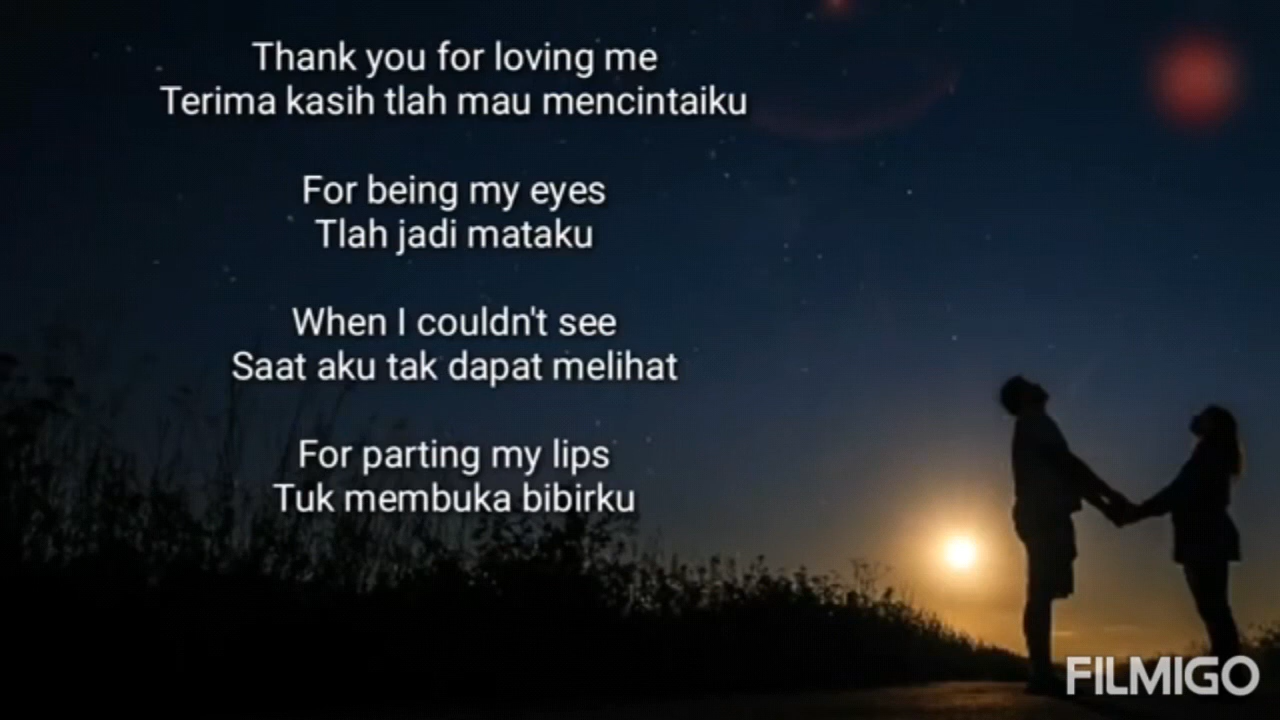 Thank you for loving me
Terima kasih tlah mau mencintaiku
For being my eyes
Tlah jadi mataku
When I couldn't see
Saat aku tak dapat melihat
For parting my lips
Tuk membuka bibirku
FILMIGO